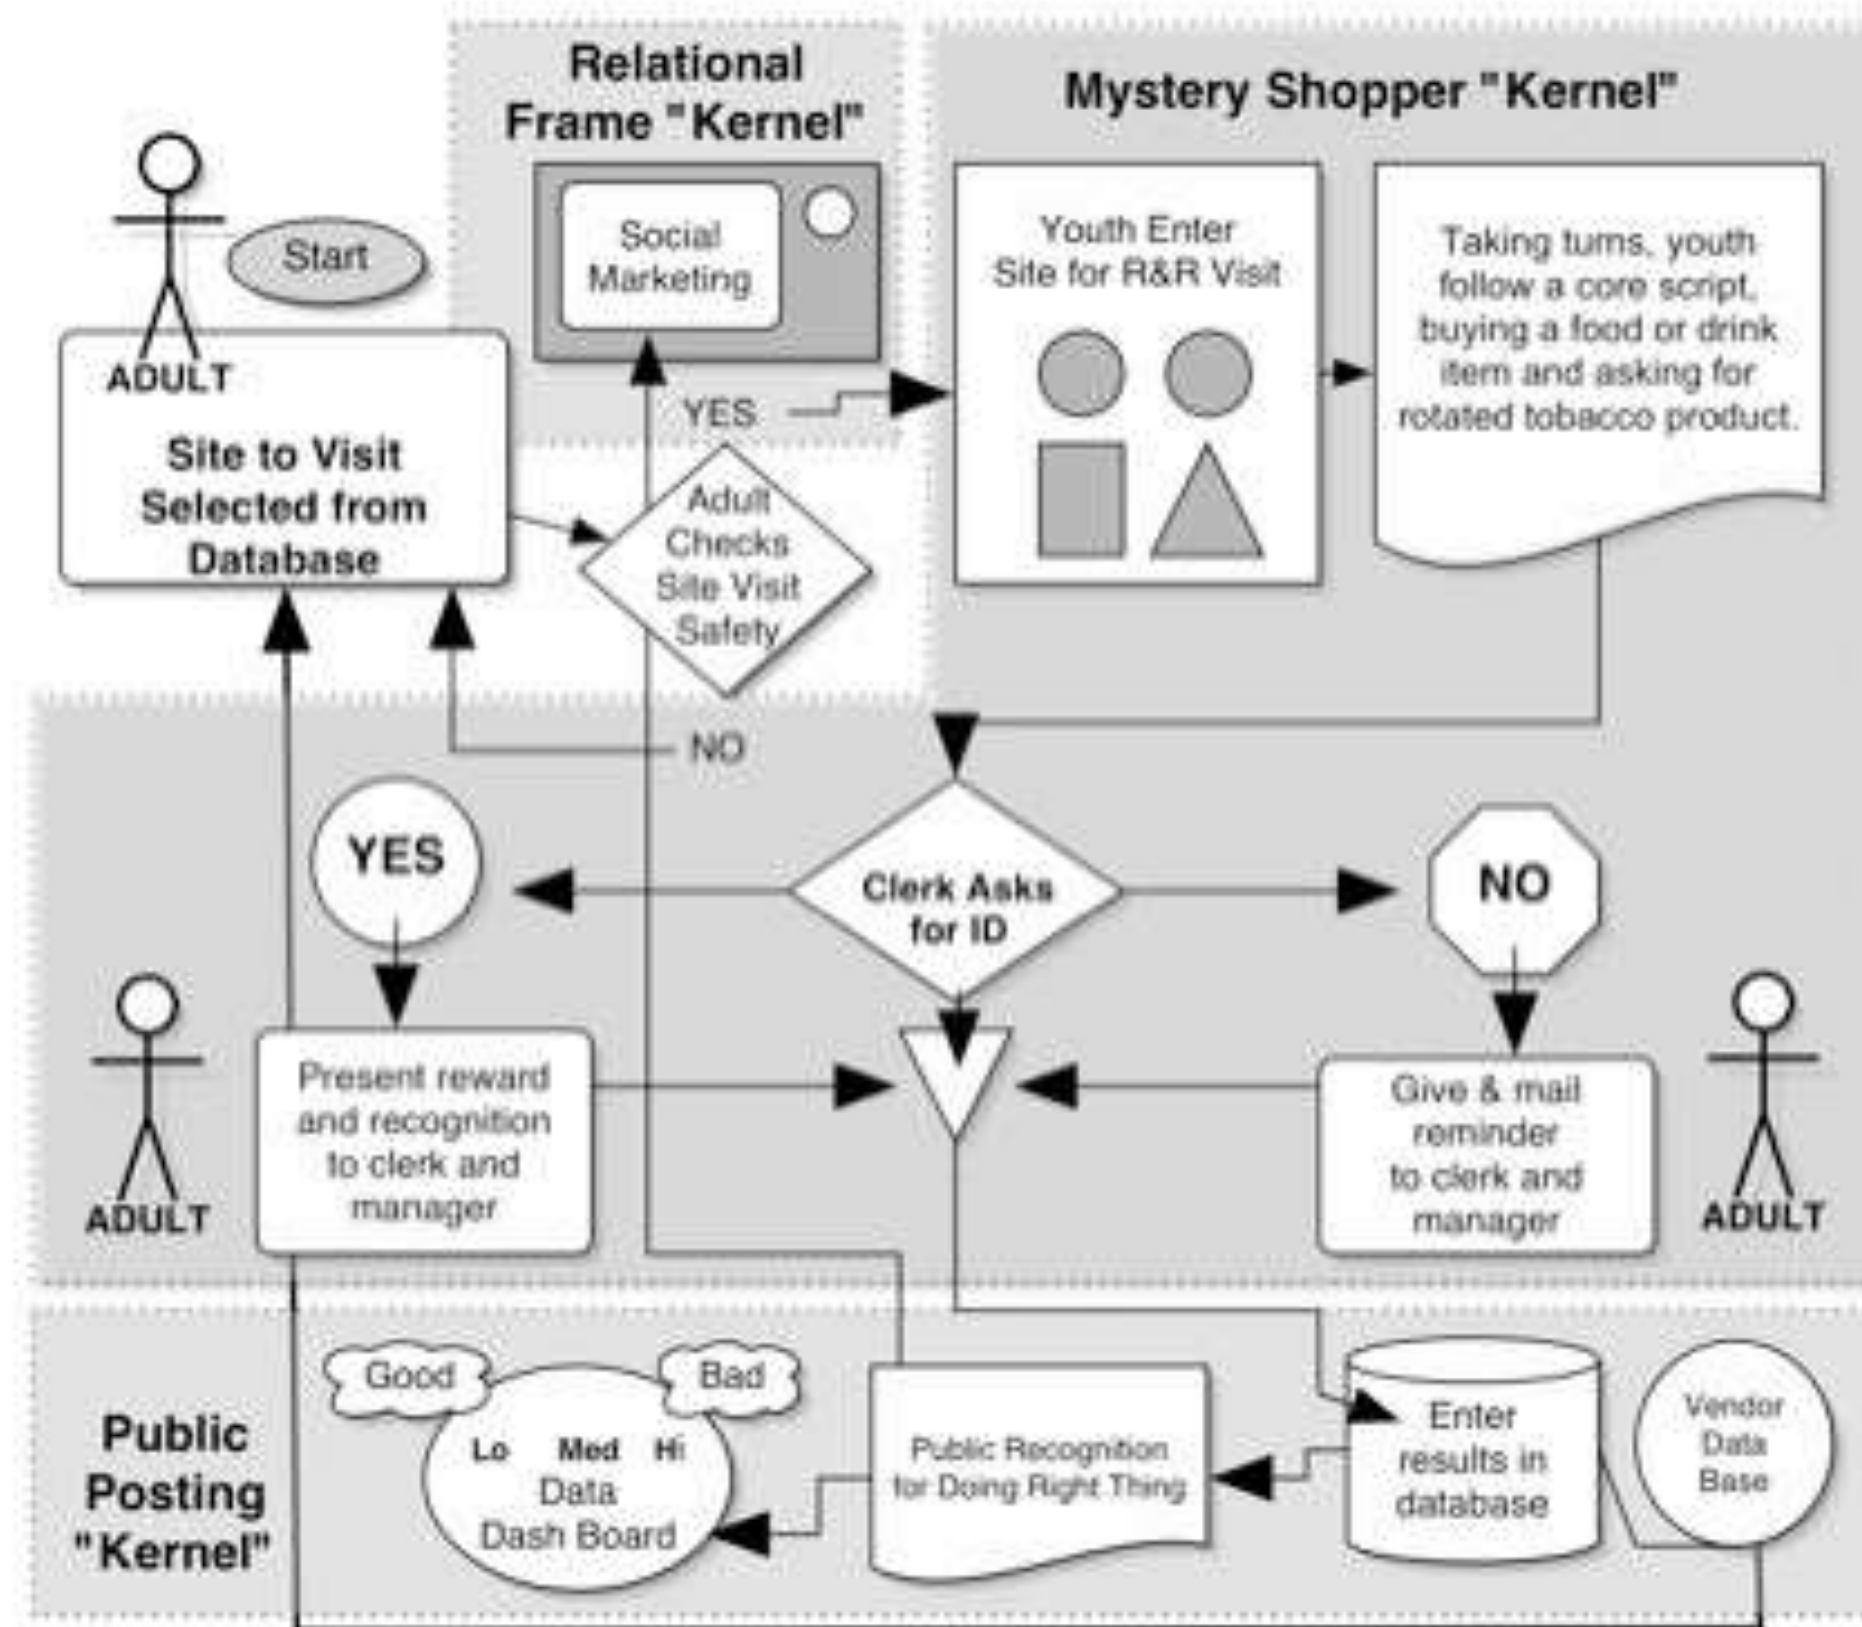 Relational
Frame "Kernel"
Mystery Shopper "Kernel"
Start
ADULT
Site to Visit
Selected from
Database
Social
Marketing
YES
Adult
Checks
Site Visit
Safety
NO
Youth Enter
Site for R&R Visit
Taking turns, youth
follow a core script,
buying a food or drink
item and asking for
rotated tobacco product.
YES
Clerk Asks
for ID
NO
ADULT
Present reward
and recognition
to clerk and
manager
Give & mail
reminder
to clerk and
manager
ADULT
Public
Posting
"Kernel"
Good
Bad
Lo Med Hi
Data
Dash Board
Public Recognition
for Doing Right Thing
Enter
results in
database
Vendor
Data
Base